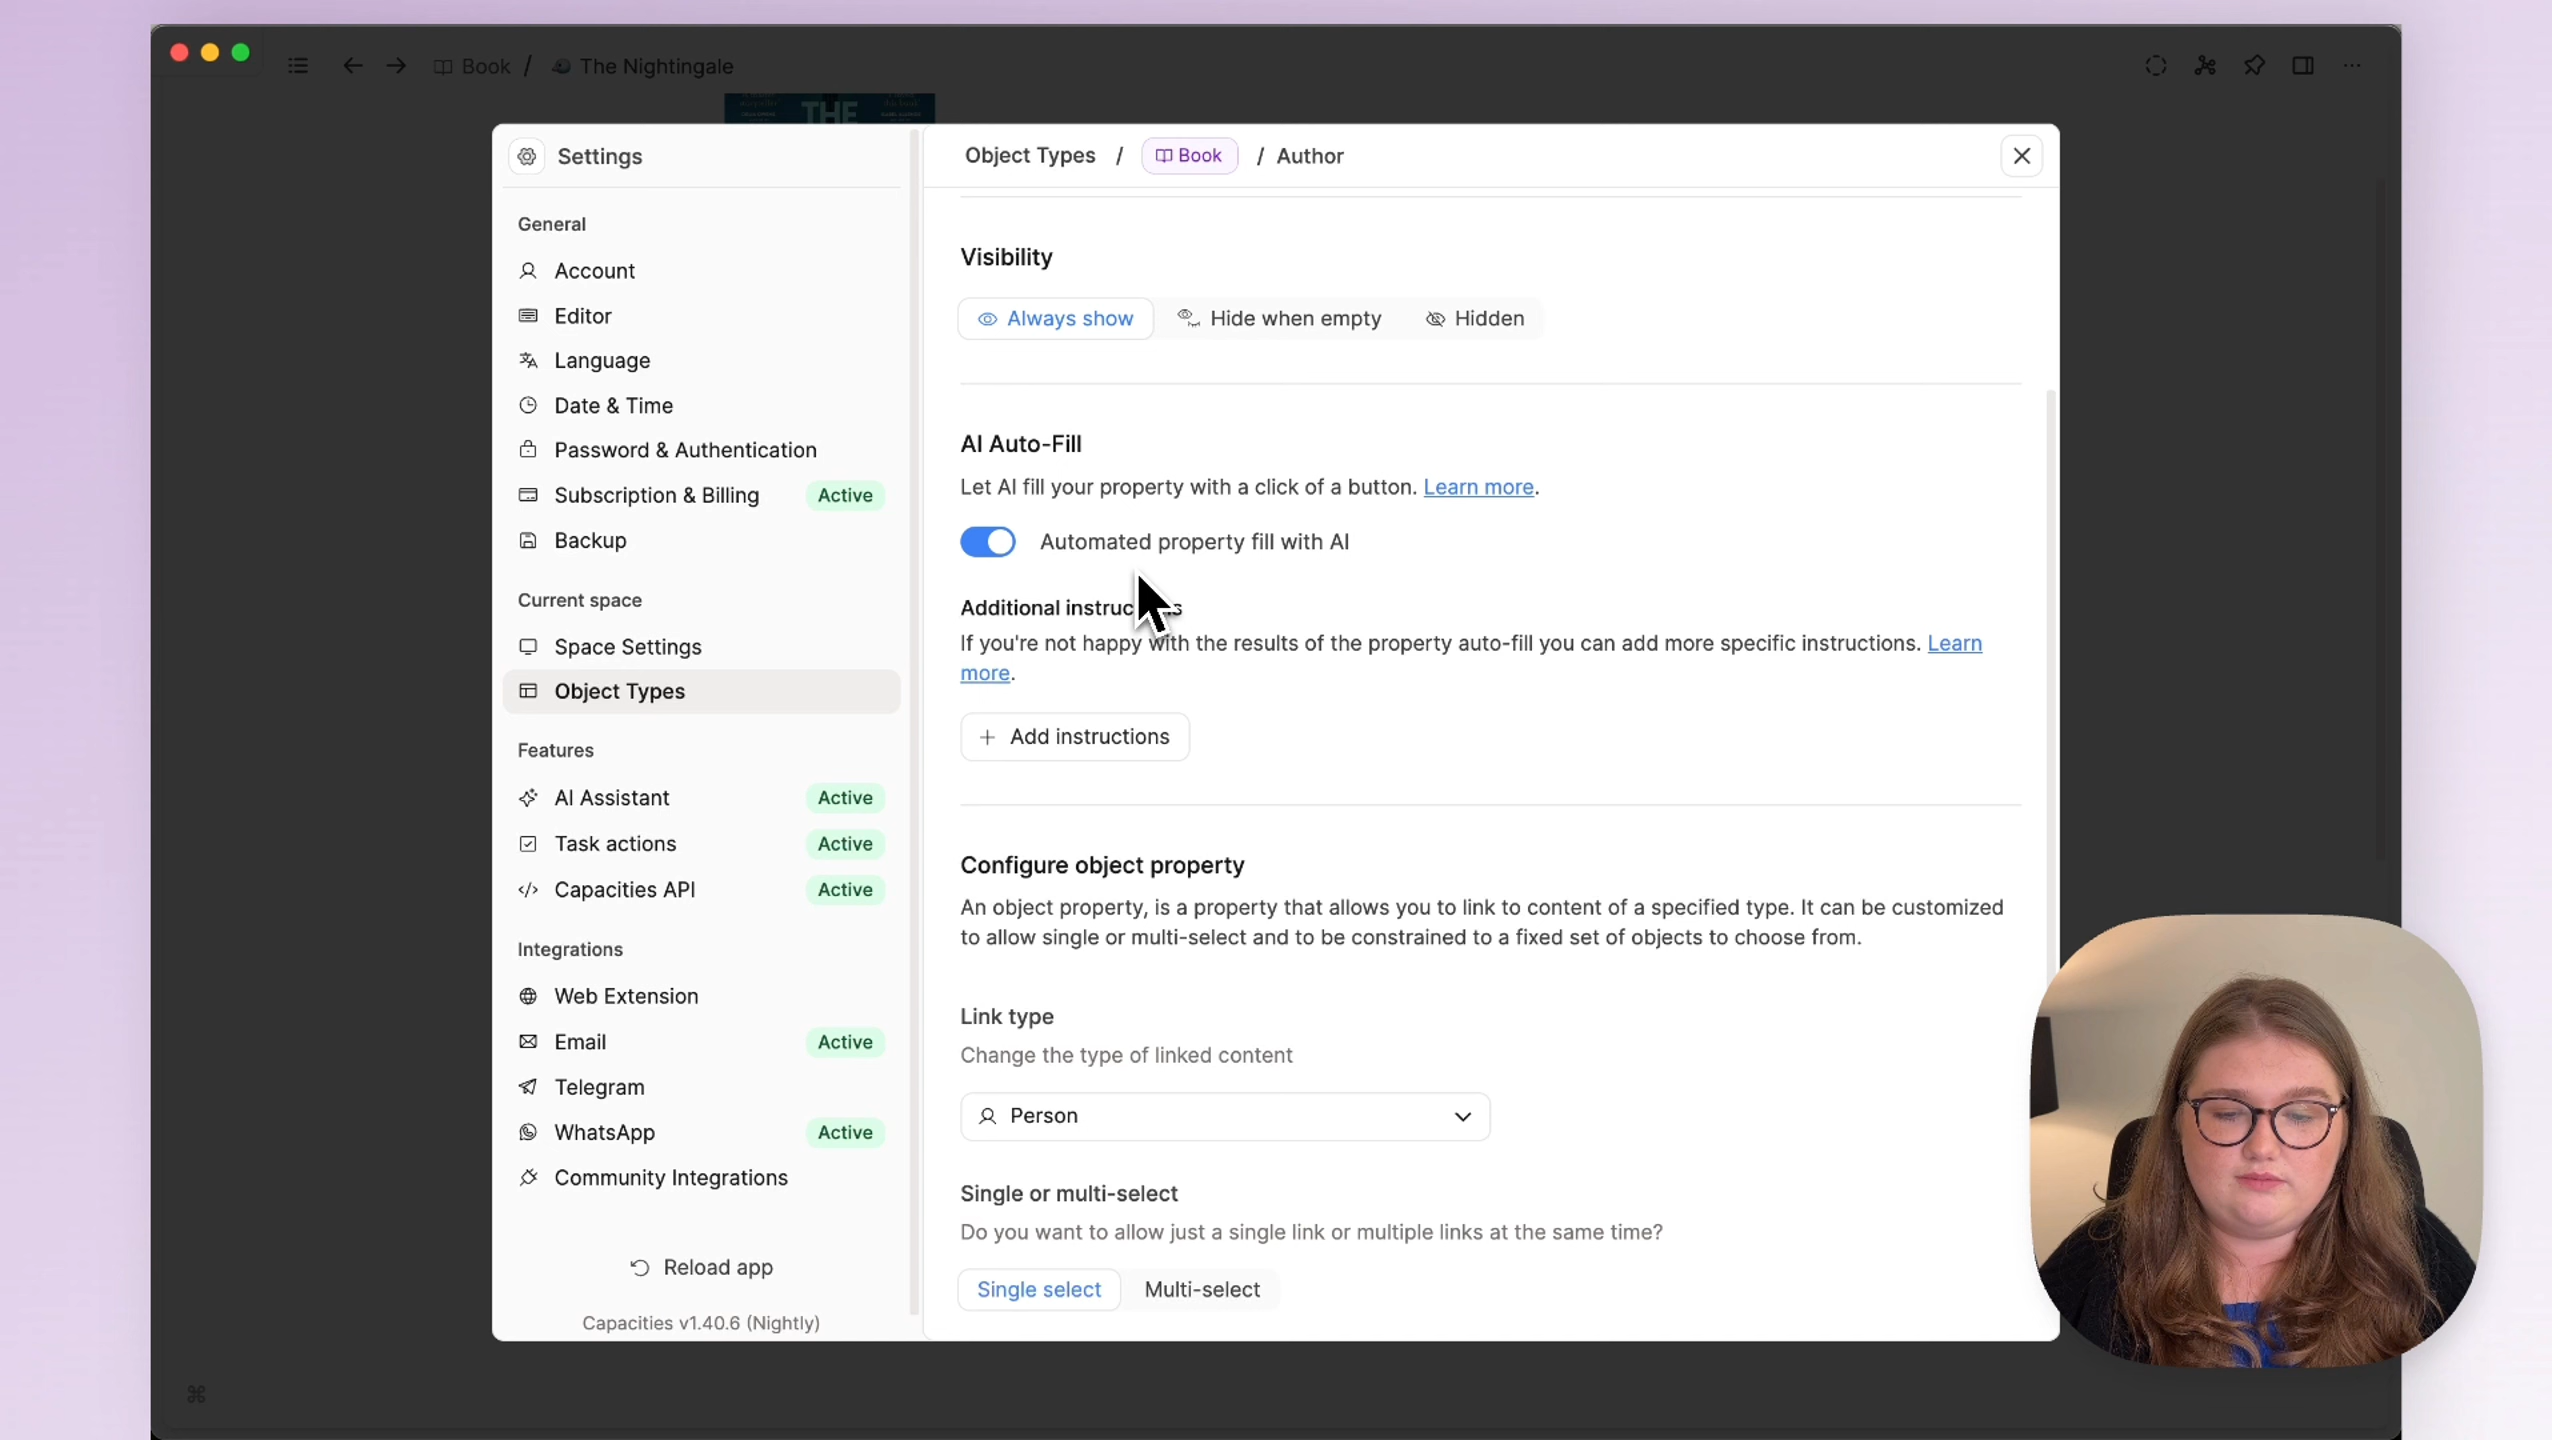 Book / The Nightingale
THE
Settings
General
Account
Editor
Language
Date & Time
Password & Authentication
Subscription & Billing Active
Backup
Current space
Space Settings
Object Types
Features
AI Assistant Active
Task actions Active
Capacities API Active
Integrations
Web Extension
Email Active
Telegram
WhatsApp Active
Community Integrations
Reload app
Capacities v1.40.6 (Nightly)
Object Types / Book / Author
Visibility
Always show Hide when empty Hidden
AI Auto-Fill
Let AI fill your property with a click of a button. Learn more.
Automated property fill with AI
Additional
If you're not happy with the results of the property auto-fill you can add more specific instructions. Learn
more.
+ Add instructions
Configure object property
An object property, is a property that allows you to link to content of a specified type. It can be customized
to allow single or multi-select and to be constrained to a fixed set of objects to choose from.
Link type
Change the type of linked content
Person
Single or multi-select
Do you want to allow just a single link or multiple links at the same time?
Single select Multi-select